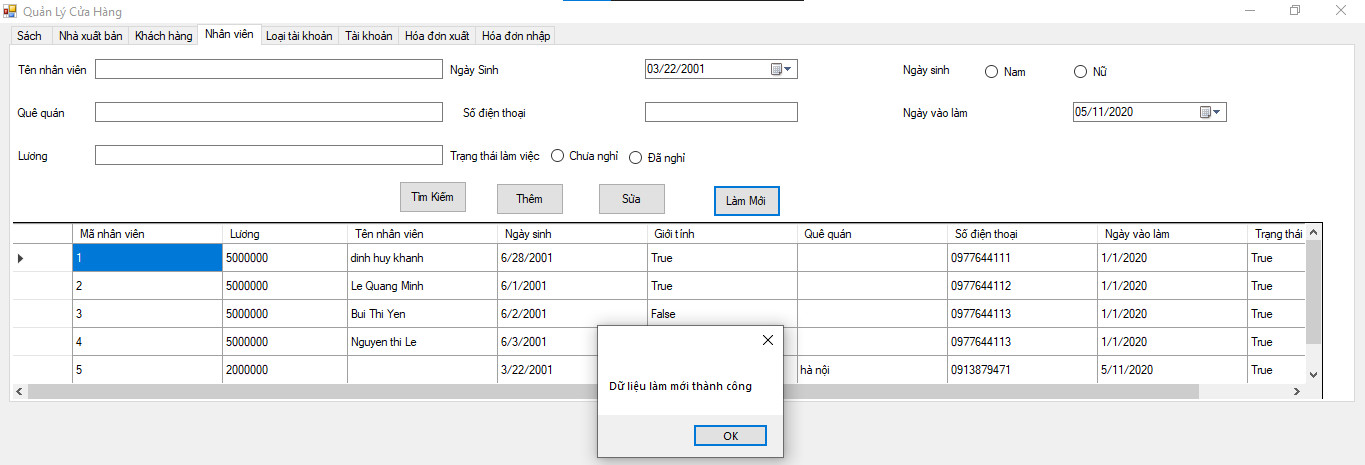 Quản Lý Cửa Hàng
Sách Nhà xuất bản Khách hàng Nhân viên Loại tài khoản Tài khoản Hóa đơn xuất Hóa đơn nhập
Tên nhân viên Ngày Sinh 03/22/2001 Ngày sinh Nam Nữ
Quê quán Số điện thoại Ngày vào làm 05/11/2020
Lương Trạng thái làm việc Chưa nghỉ Đã nghỉ
Tìm Kiếm Thêm Sửa Làm Mới
Mã nhân viên Lương Tên nhân viên Ngày sinh Giới tính Quê quán Số điện thoại Ngày vào làm Trạng thái
1 5000000 dinh huy khanh 6/28/2001 True 0977644111 1/1/2020 True
2 5000000 Le Quang Minh 6/1/2001 True 0977644112 1/1/2020 True
3 5000000 Bui Thi Yen 6/2/2001 False 0977644113 1/1/2020 True
4 5000000 Nguyen thi Le 6/3/2001 0977644113 1/1/2020 True
5 2000000 3/22/2001 hà nội 0913879471 5/11/2020 True
Dữ liệu làm mới thành công
OK